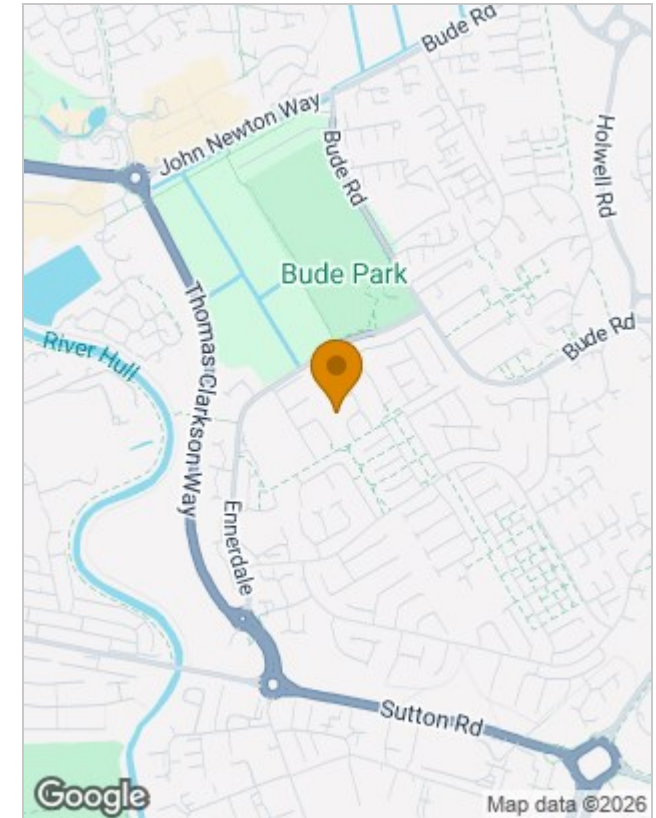 Bude Rd
John Newton Way
Bude Rd
Holwell Rd
Bude Park
Thomas Clarkson Way
River Hull
Bude Rd
Ennerdale
Sutton Rd
Google
Map data ©2026